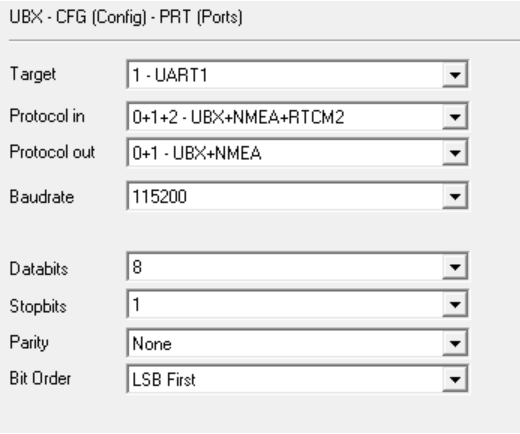 UBX - CFG (Config) - PRT (Ports)
Target 1 - UART1
Protocol in 0+1+2 - UBX+NMEA+RTCM2
Protocol out 0+1 - UBX+NMEA
Baudrate 115200
Databits 8
Stopbits 1
Parity None
Bit Order LSB First